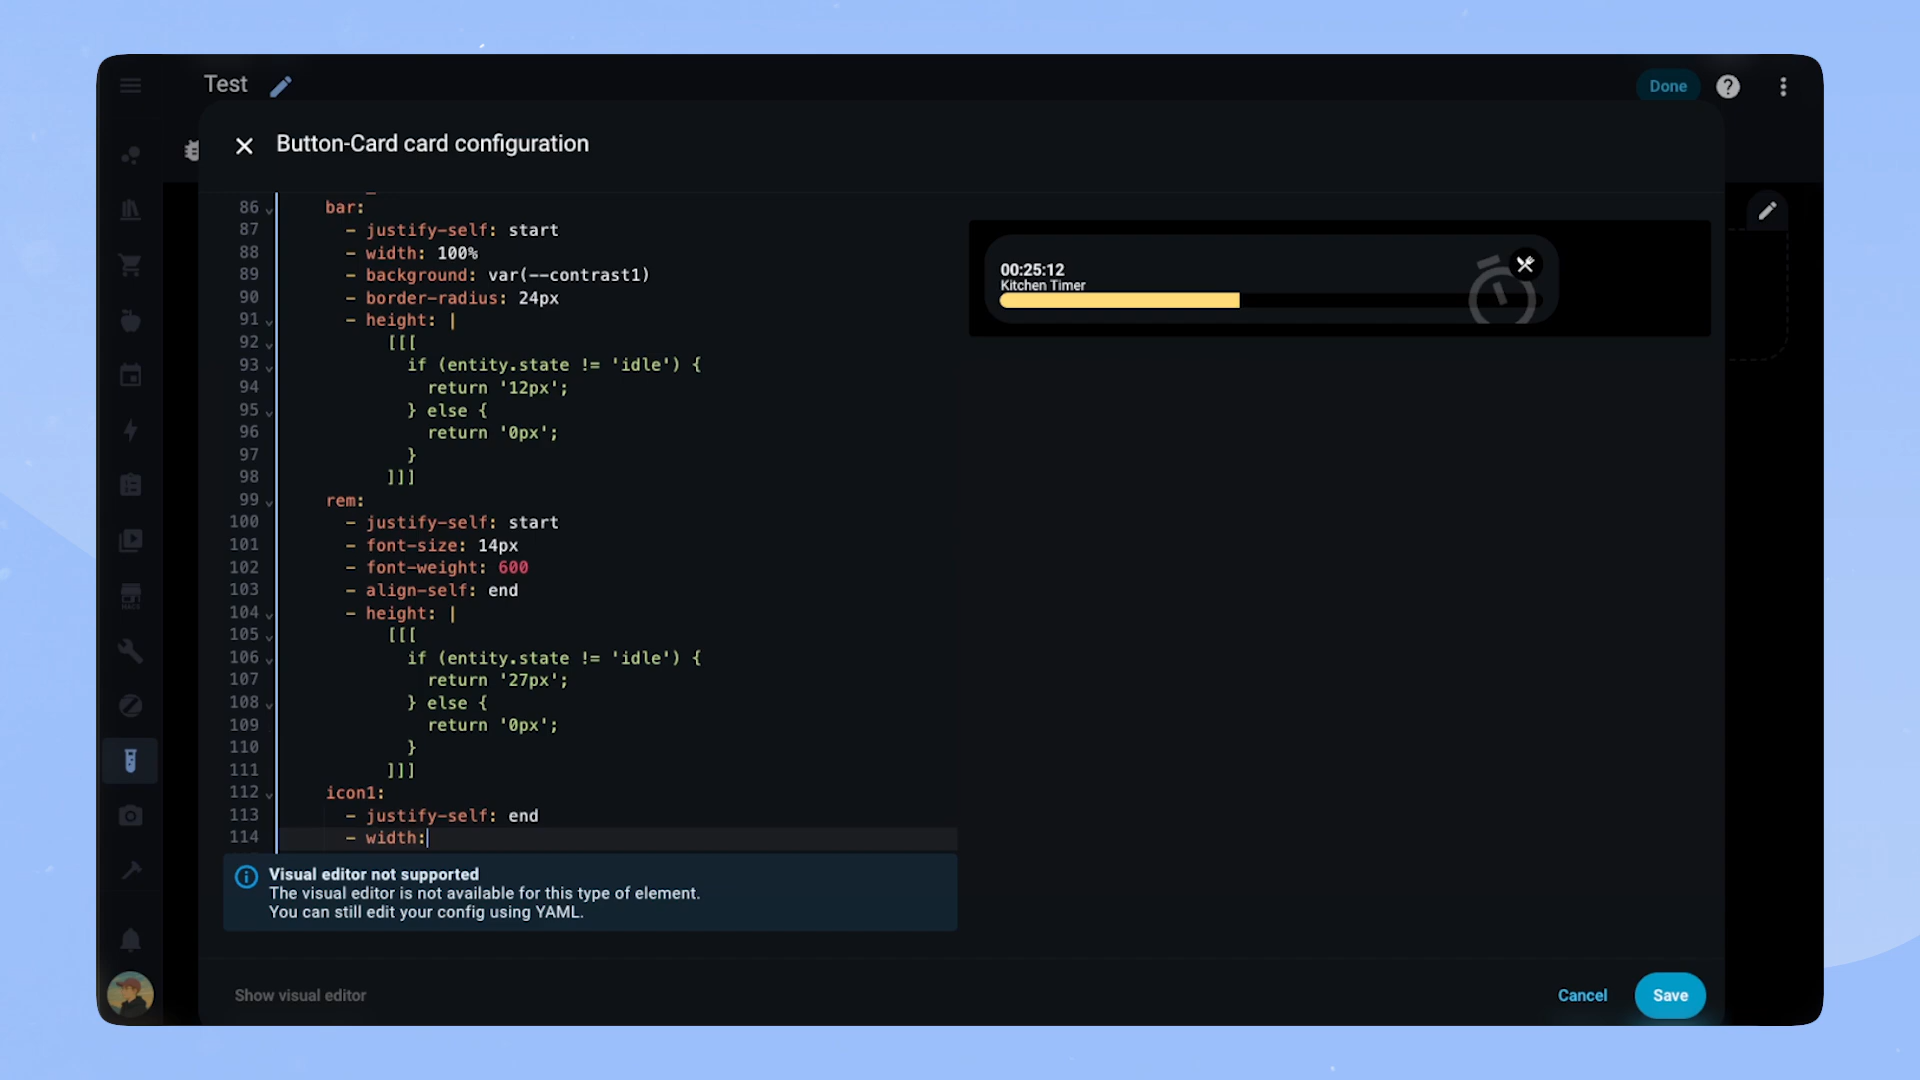 Test
Done
Button-Card card configuration
86 bar:
87 - justify-self: start
88 - width: 100%
89 - background: var(--contrast1)
90 - border-radius: 24px
91 - height: |
92 [[[
93 if (entity.state != 'idle') {
94 return '12px';
95 } else {
96 return '0px';
97 }
98 ]]]
99 rem:
100 - justify-self: start
101 - font-size: 14px
102 - font-weight: 600
103 - align-self: end
104 - height: |
105 [[[
106 if (entity.state != 'idle') {
107 return '27px';
108 } else {
109 return '0px';
110 }
111 ]]]
112 icon1:
113 - justify-self: end
114 - width:
00:25:12
Kitchen Timer
HACS
Visual editor not supported
The visual editor is not available for this type of element.
You can still edit your config using YAML.
Show visual editor
Cancel
Save